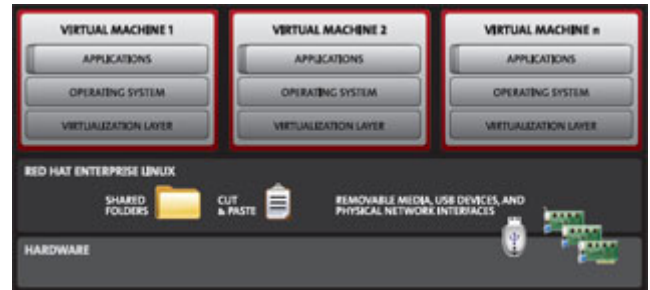 VIRTUAL MACHINE 1
APPLICATIONS
OPERATING SYSTEM
VIRTUALIZATION LAYER
VIRTUAL MACHINE 2
APPLICATIONS
OPERATING SYSTEM
VIRTUALIZATION LAYER
VIRTUAL MACHINE n
APPLICATIONS
OPERATING SYSTEM
VIRTUALIZATION LAYER
RED HAT ENTERPRISE LINUX
SHARED
FOLDERS
CUT
& PASTE
REMOVABLE MEDIA, USB DEVICES, AND
PHYSICAL NETWORK INTERFACES
HARDWARE